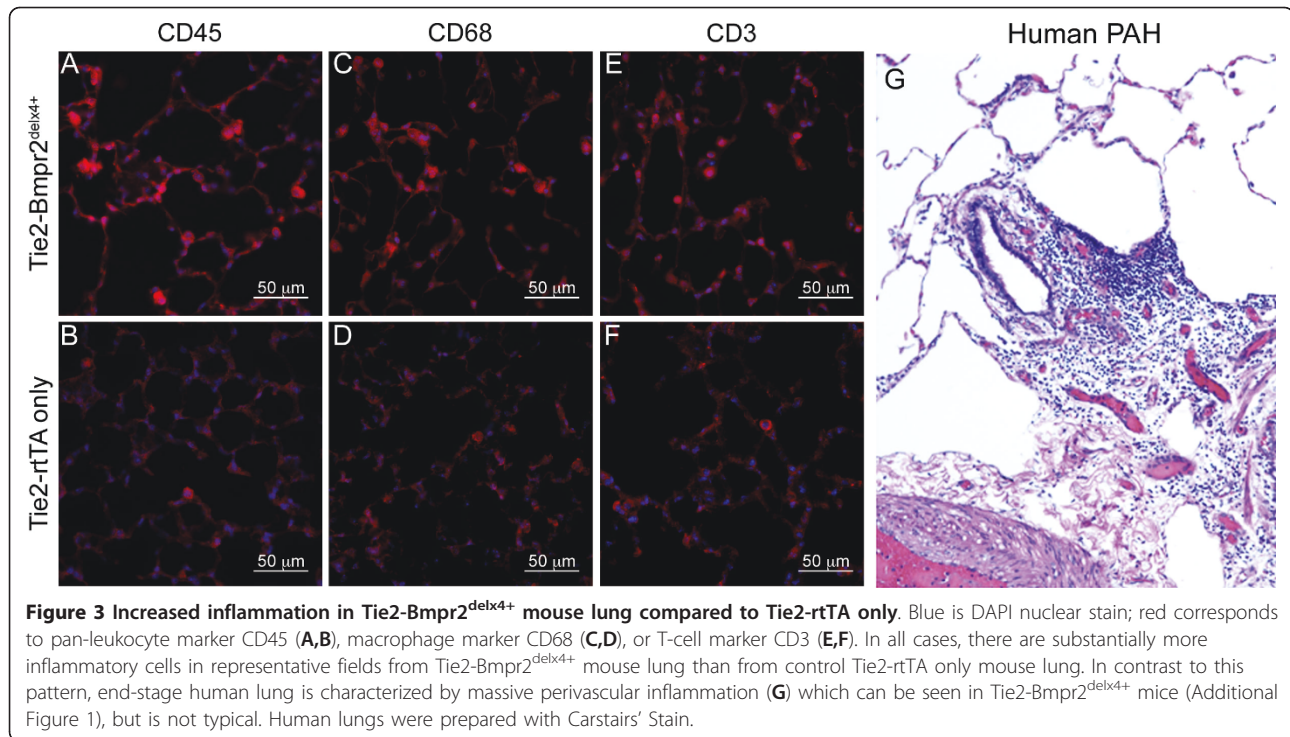 CD45 CD68 CD3 Human PAH
Tie2-Bmpr2delx4+
A
C
E
G
50 μm
50 μm
50 μm
Tie2-rtTA only
B
D
F
50 μm
50 μm
50 μm
Figure 3 Increased inflammation in Tie2-Bmpr2delx4+ mouse lung compared to Tie2-rtTA only. Blue is DAPI nuclear stain; red corresponds
to pan-leukocyte marker CD45 (A,B), macrophage marker CD68 (C,D), or T-cell marker CD3 (E,F). In all cases, there are substantially more
inflammatory cells in representative fields from Tie2-Bmpr2delx4+ mouse lung than from control Tie2-rtTA only mouse lung. In contrast to this
pattern, end-stage human lung is characterized by massive perivascular inflammation (G) which can be seen in Tie2-Bmpr2delx4+ mice (Additional
Figure 1), but is not typical. Human lungs were prepared with Carstairs' Stain.